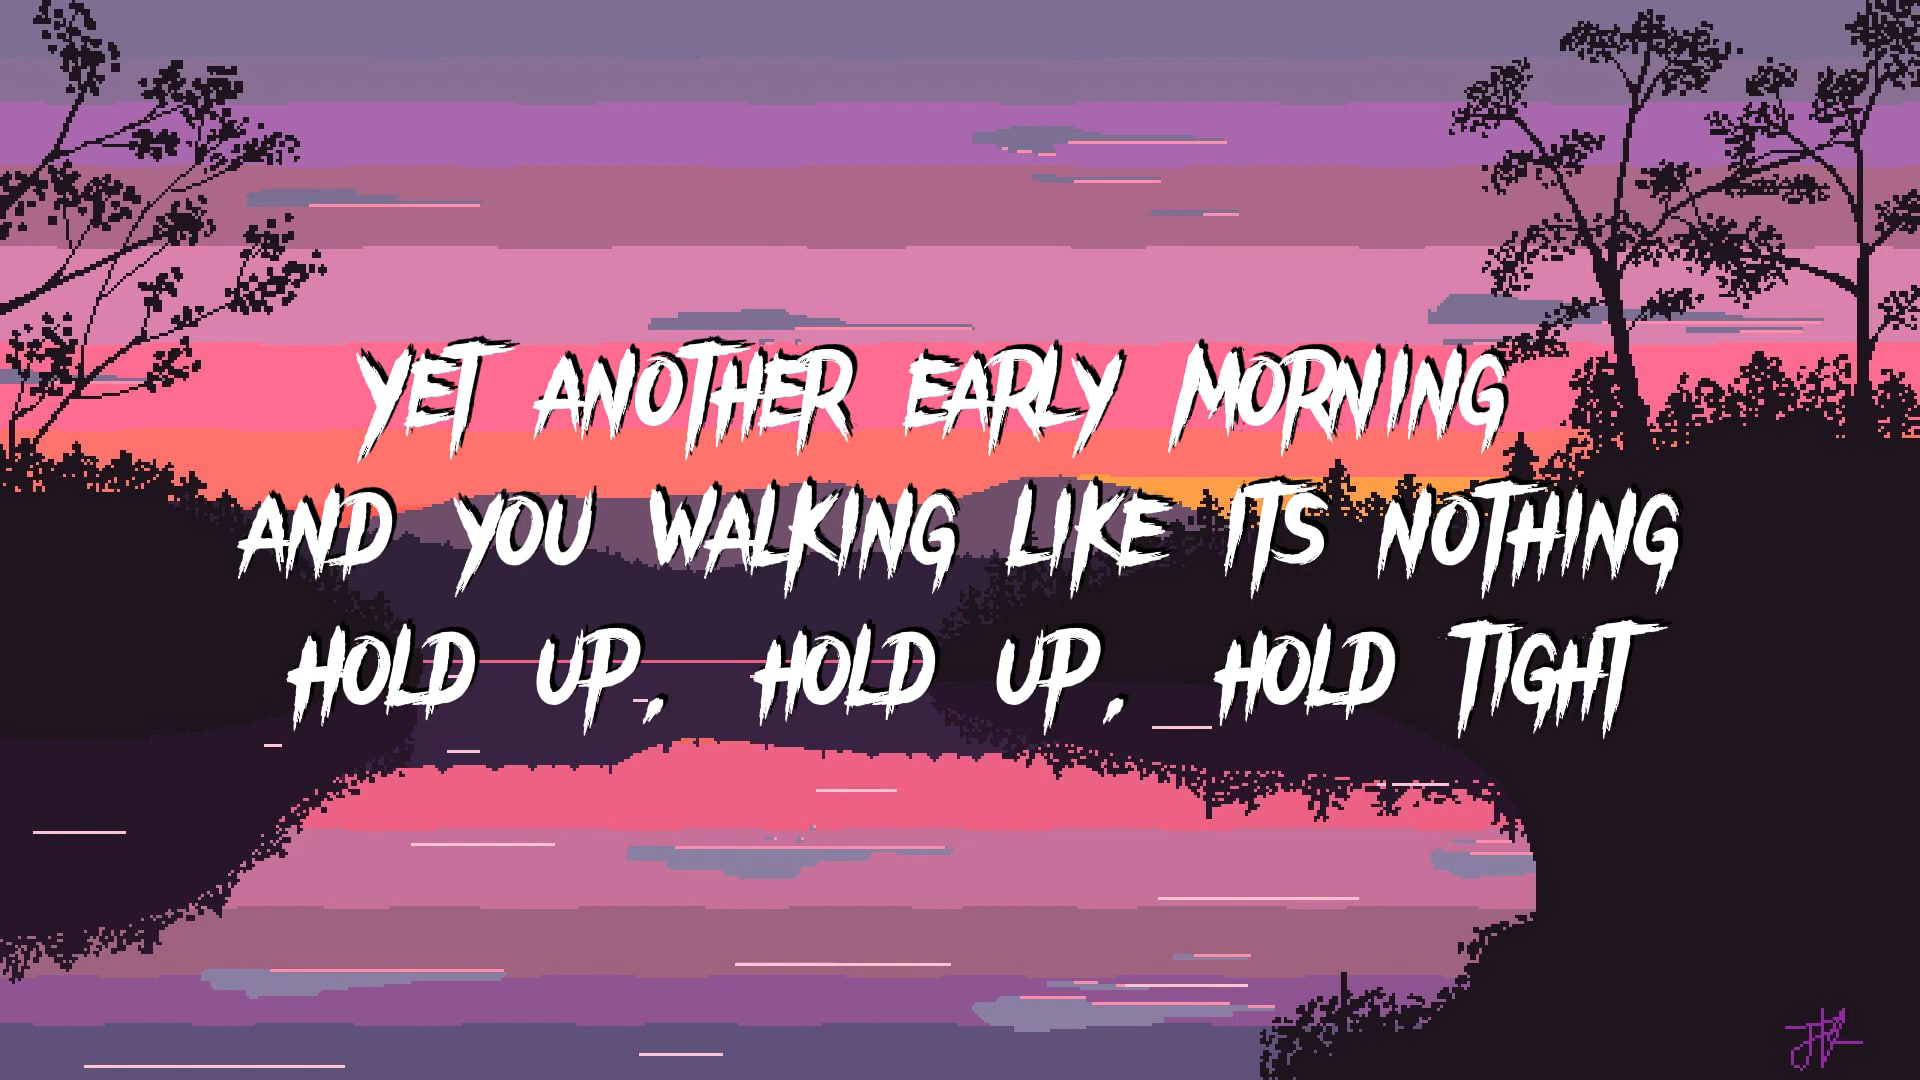 YET ANOTHER EARLY MORNING
AND YOU WALKING LIKE ITS NOTHING
HOLD UP, HOLD UP, HOLD TIGHT